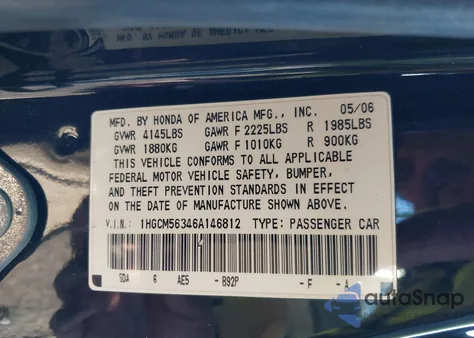 MFD. BY HONDA OF AMERICA MFG., INC. 05/06
GVWR 4145LBS GAWR F 2225LBS R 1985LBS
GVWR 1880KG GAWR F 1010KG R 900KG
THIS VEHICLE CONFORMS TO ALL APPLICABLE
FEDERAL MOTOR VEHICLE SAFETY, BUMPER,
AND THEFT PREVENTION STANDARDS IN EFFECT
ON THE DATE OF MANUFACTURE SHOWN ABOVE.
V.I.N.: 1HGCM56346A146812 TYPE: PASSENGER CAR
SDA 6 AE5 - B92P - F - A
autoSnap